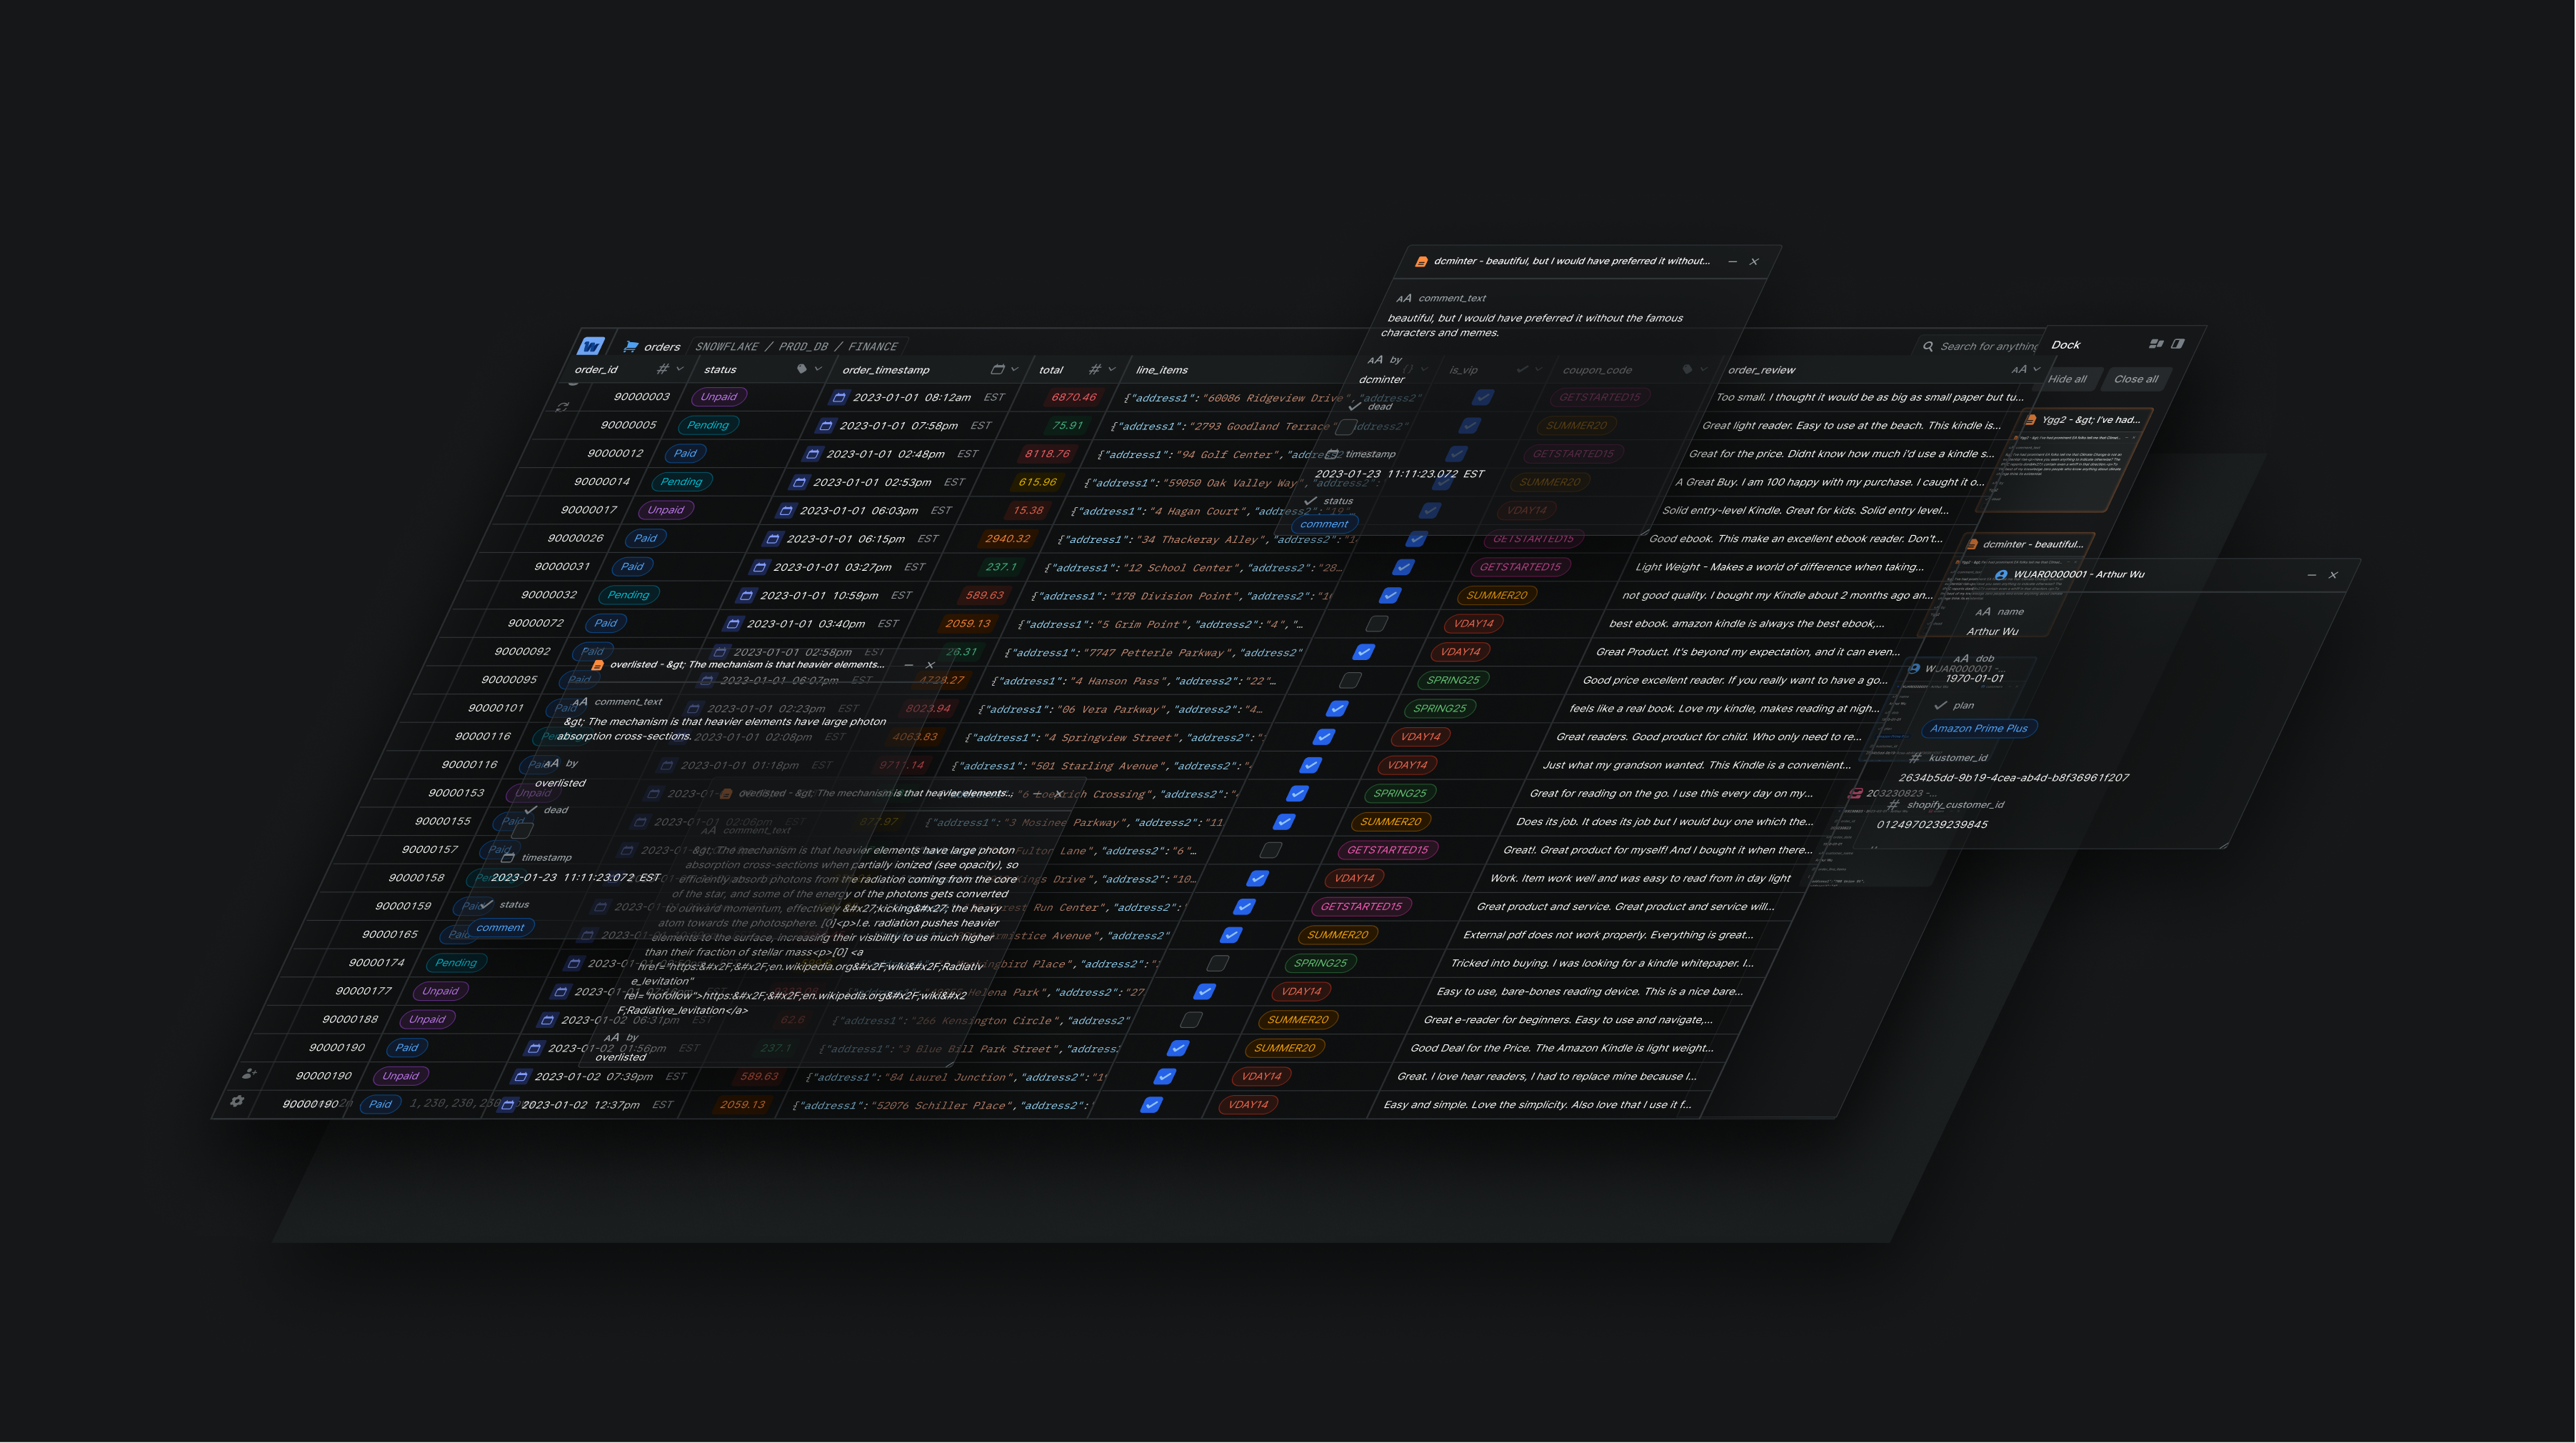 dcminter - beautiful, but I would have preferred it without...
comment_text
beautiful, but I would have preferred it without the famous
characters and memes.
by
dcminter
dead
timestamp
2023-01-23 11:11:23.072 EST
status
comment
orders SNOWFLAKE / PROD_DB / FINANCE
Search for anything
Dock
Hide all Close all
order_id status order_timestamp total line_items is_vip coupon_code order_review
90000003 Unpaid 2023-01-01 08:12am EST 6870.46 {"address1":"60086 Ridgeview Drive","address2" GETSTARTED15 Too small. I thought it would be as big as small paper but tu...
90000005 Pending 2023-01-01 07:58pm EST 75.91 {"address1":"2793 Goodland Terrace" address2" SUMMER20 Great light reader. Easy to use at the beach. This kindle is...
90000012 Paid 2023-01-01 02:48pm EST 8118.76 {"address1":"94 Golf Center","address2 GETSTARTED15 Great for the price. Didnt know how much i'd use a kindle s...
90000014 Pending 2023-01-01 02:53pm EST 615.96 {"address1":"59050 Oak Valley Way","address2": SUMMER20 A Great Buy. I am 100 happy with my purchase. I caught it o...
90000017 Unpaid 2023-01-01 06:03pm EST 15.38 {"address1":"4 Hagan Court","address2":"19" VDAY14 Solid entry-level Kindle. Great for kids. Solid entry level...
90000026 Paid 2023-01-01 06:15pm EST 2940.32 {"address1":"34 Thackeray Alley","address2":"1 GETSTARTED15 Good ebook. This make an excellent ebook reader. Don't...
90000031 Paid 2023-01-01 03:27pm EST 237.1 {"address1":"12 School Center","address2":"28… GETSTARTED15 Light Weight - Makes a world of difference when taking...
90000032 Pending 2023-01-01 10:59pm EST 589.63 {"address1":"178 Division Point","address2":"1 SUMMER20 not good quality. I bought my Kindle about 2 months ago an...
90000072 Paid 2023-01-01 03:40pm EST 2059.13 {"address1":"5 Grim Point","address2":"4","… VDAY14 best ebook. amazon kindle is always the best ebook,...
90000092 Paid 2023-01-01 02:58pm EST 26.31 {"address1":"7747 Petterle Parkway","address2" VDAY14 Great Product. It's beyond my expectation, and it can even...
90000095 Paid 2023-01-01 06:07pm EST 4728.27 {"address1":"4 Hanson Pass","address2":"22"… SPRING25 Good price excellent reader. If you really want to have a go...
90000101 Paid 2023-01-01 02:23pm EST 8023.94 {"address1":"06 Vera Parkway","address2":"4… SPRING25 feels like a real book. Love my kindle, makes reading at nigh...
90000116 2023-01-01 02:08pm EST 4063.83 {"address1":"4 Springview Street","address2": VDAY14 Great readers. Good product for child. Who only need to re...
90000116 Paid 2023-01-01 01:18pm EST 9711.14 {"address1":"501 Starling Avenue","address2":" VDAY14 Just what my grandson wanted. This Kindle is a convenient...
90000153 Unpaid SPRING25 Great for reading on the go. I use this every day on my...
90000155 Paid 2023-01-01 02:06pm EST 877.97 {"address1":"3 Mosinee Parkway","address2":"11 SUMMER20 Does its job. It does its job but I would buy one which the...
90000157 Paid Fulton Lane","address2":"6"… GETSTARTED15 Great!. Great product for myself! And I bought it when there...
90000158 Drive","address2":"10… VDAY14 Work. Item work well and was easy to read from in day light
90000159 Run Center","address2": GETSTARTED15 Great product and service. Great product and service will...
90000165 Paid Avenue","address2" SUMMER20 External pdf does not work properly. Everything is great...
90000174 Pending Place","address2": SPRING25 Tricked into buying. I was looking for a kindle whitepaper. I...
90000177 Unpaid Helena Park","address2":"27 VDAY14 Easy to use, bare-bones reading device. This is a nice bare...
90000188 Unpaid 2023-01-02 06:31pm EST 62.6 {"address1":"266 Kensington Circle","address2" SUMMER20 Great e-reader for beginners. Easy to use and navigate,...
90000190 Paid 2023-01-02 01:56pm EST 237.1 {"address1":"3 Blue Bill Park Street","address SUMMER20 Good Deal for the Price. The Amazon Kindle is light weight...
90000190 Unpaid 2023-01-02 07:39pm EST 589.63 {"address1":"84 Laurel Junction","address2":"1 VDAY14 Great. I love hear readers, I had to replace mine because I...
90000190 Paid 2023-01-02 12:37pm EST 2059.13 {"address1":"52076 Schiller Place","address2": VDAY14 Easy and simple. Love the simplicity. Also love that I use it f...
overlisted - &gt; The mechanism is that heavier elements...
comment_text
&gt; The mechanism is that heavier elements have large photon
absorption cross-sections.
by
overlisted
dead
timestamp
2023-01-23 11:11:23.072 EST
status
comment
overlisted - &gt; The mechanism is that heavier elements...
comment_text
&gt; The mechanism is that heavier elements have large photon
absorption cross-sections when partially ionized (see opacity), so
efficiently absorb photons from the radiation coming from the core
of the star, and some of the energy of the photons gets converted
to outward momentum, effectively &#x27;kicking&#x27; the heavy
atom towards the photosphere. [0]<p>I.e. radiation pushes heavier
elements to the surface, increasing their visibility to us much higher
than their fraction of stellar mass<p>[0] <a
href="https:&#x2F;&#x2F;en.wikipedia.org&#x2F;wiki&#x2F;Radiativ
e_levitation"
rel="nofollow">https:&#x2F;&#x2F;en.wikipedia.org&#x2F;wiki&#x2
F;Radiative_levitation</a>
by
overlisted
Ygg2 - &gt; I've had...
dcminter - beautiful...
WUAR0000001 -...
203230823 -...
WUAR0000001 - Arthur Wu
name
Arthur Wu
dob
1970-01-01
plan
Amazon Prime Plus
kustomer_id
2634b5dd-9b19-4cea-ab4d-b8f36961f207
shopify_customer_id
0124970239239845